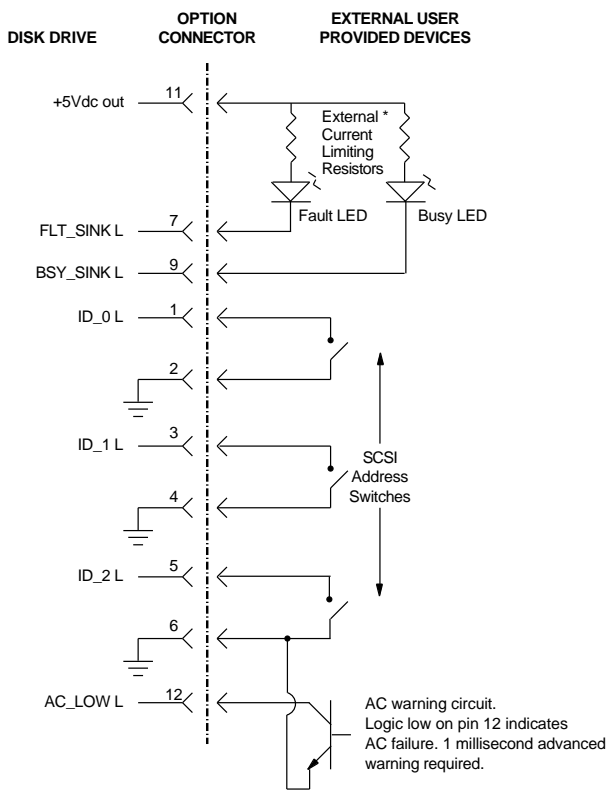 DISK DRIVE
OPTION
CONNECTOR
EXTERNAL USER
PROVIDED DEVICES
+5Vdc out
11
External *
Current
Limiting
Resistors
Fault LED
Busy LED
FLT_SINK L
7
BSY_SINK L
9
ID_0 L
1
2
ID_1 L
3
SCSI
Address
Switches
4
ID_2 L
5
6
AC_LOW L
12
AC warning circuit.
Logic low on pin 12 indicates
AC failure. 1 millisecond advanced
warning required.